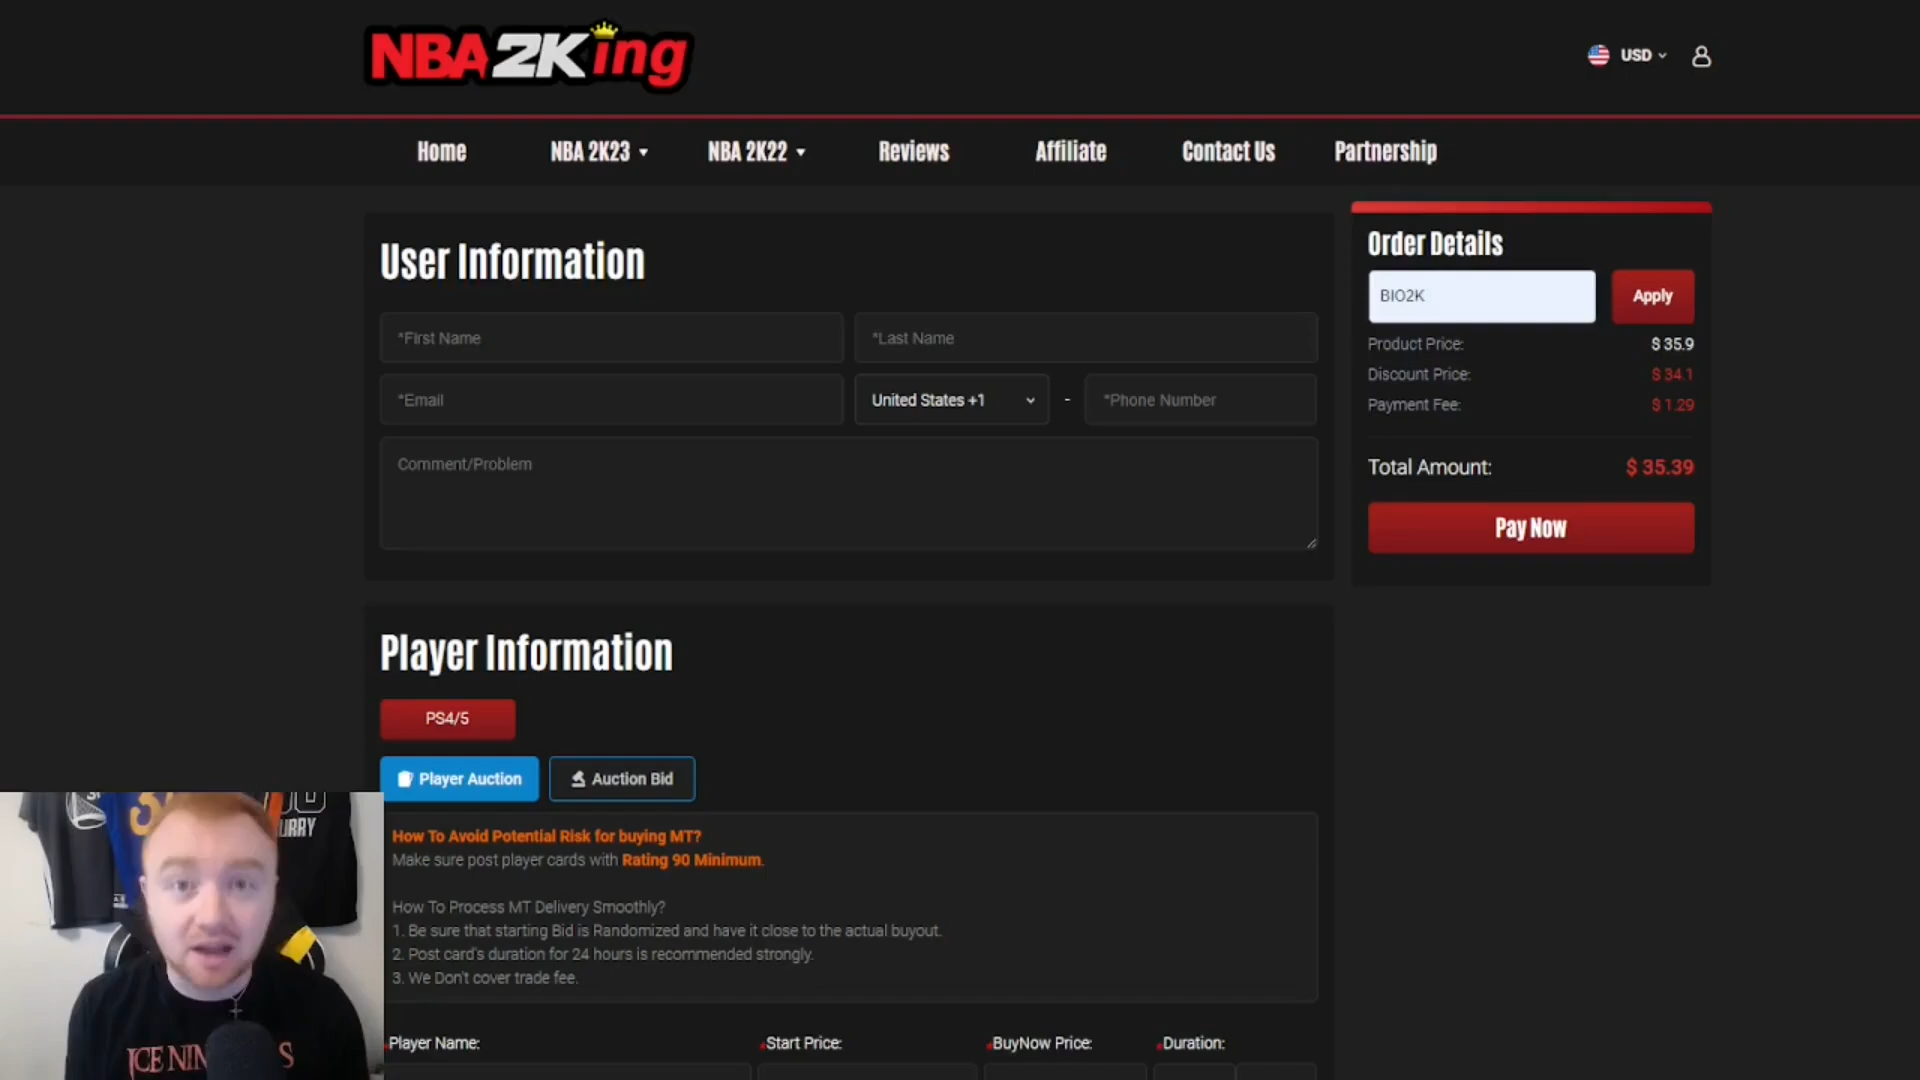 NBA2King
USD
Home
NBA 2K23
NBA 2K22
Reviews
Affiliate
Contact Us
Partnership
User Information
*First Name
*Last Name
*Email
United States +1
-
*Phone Number
Comment/Problem
Order Details
BIO2K
Apply
Product Price: $ 35.9
Discount Price: $ 34.1
Payment Fee: $ 1.29
Total Amount: $ 35.39
Pay Now
Player Information
PS4/5
Player Auction
Auction Bid
How To Avoid Potential Risk for buying MT?
Make sure post player cards with Rating 90 Minimum.
How To Process MT Delivery Smoothly?
1. Be sure that starting Bid is Randomized and have it close to the actual buyout.
2. Post card's duration for 24 hours is recommended strongly.
3. We Don't cover trade fee.
*Player Name:
*Start Price:
*BuyNow Price:
*Duration:
URRY